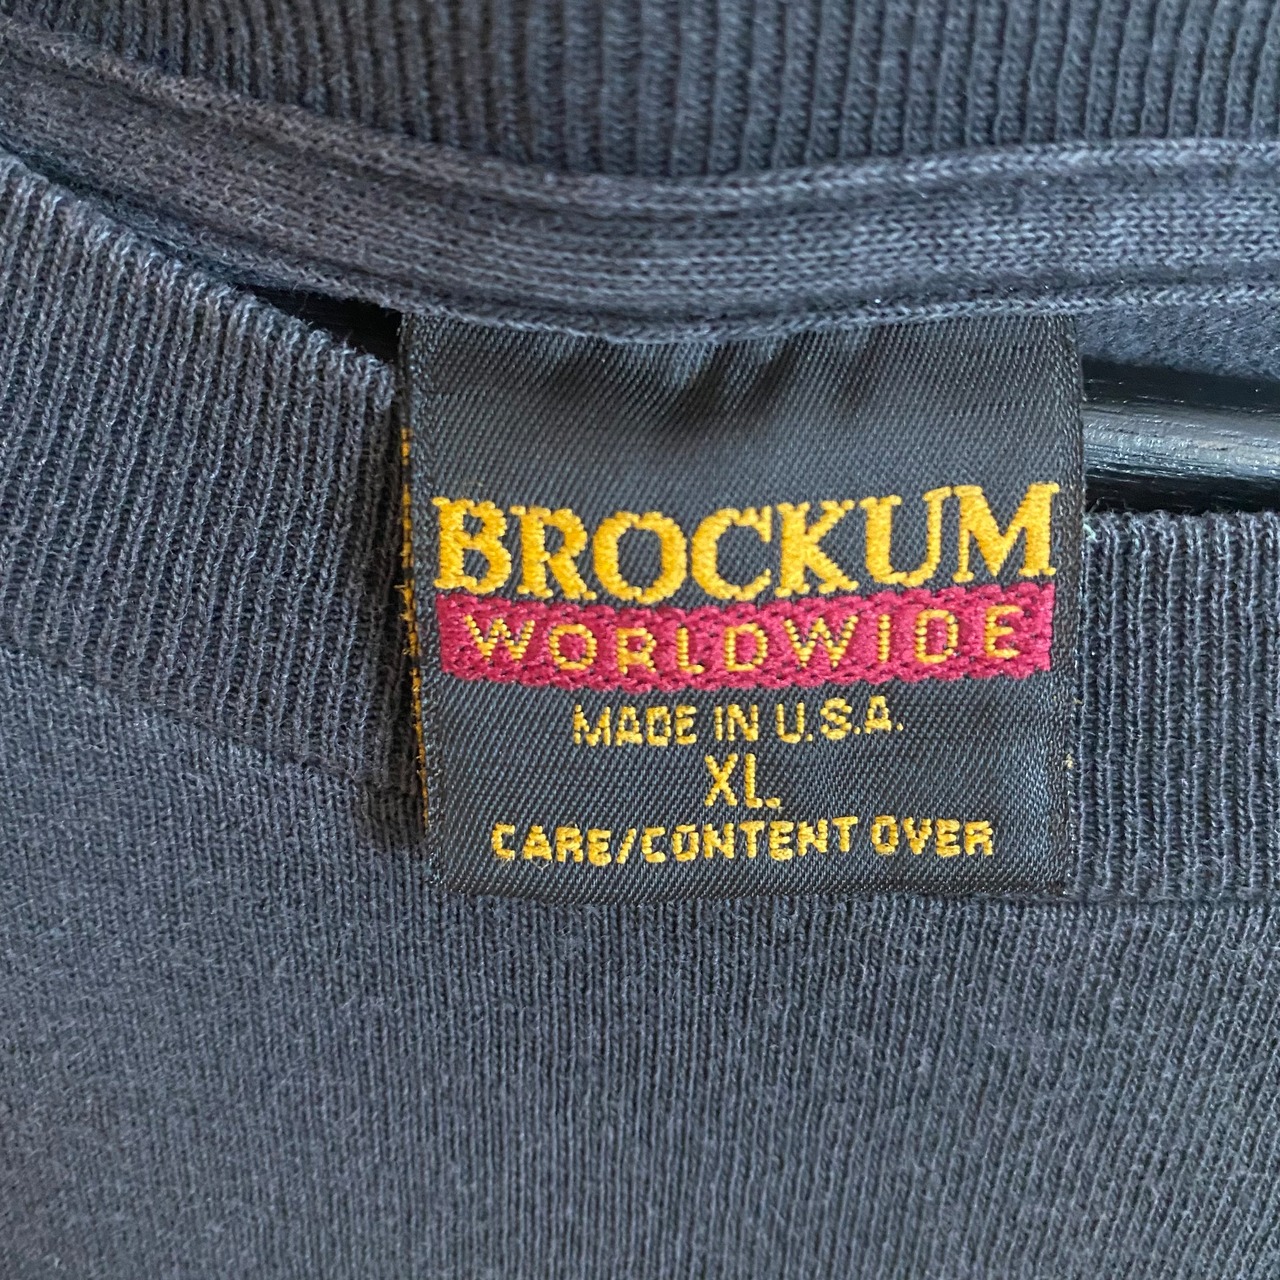 BROCKUM
WORLDWIDE
MADE IN U.S.A.
XL.
CARE/CONTENT OVER